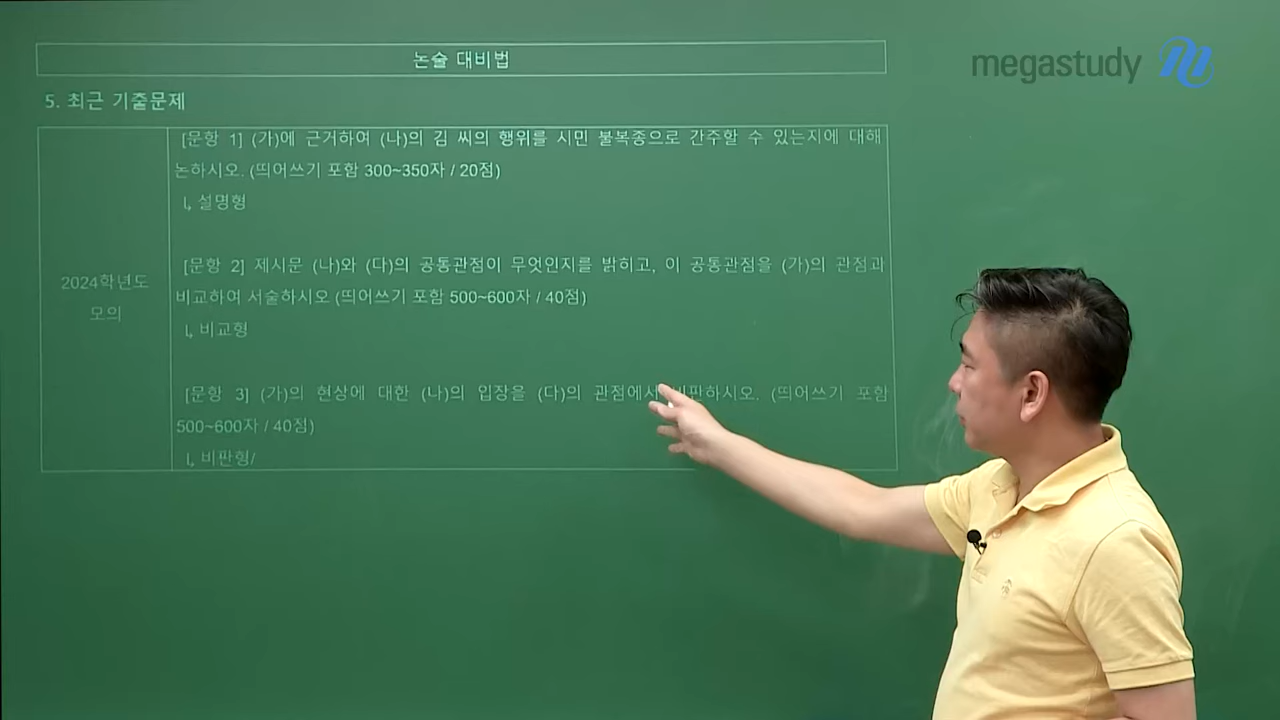 논술 대비법
megastudy
5. 최근 기출문제
2024학년도
모의
[문항 1] (가)에 근거하여 (나)의 김 씨의 행위를 시민 불복종으로 간주할 수 있는지에 대해
논하시오. (띄어쓰기 포함 300~350자 / 20점)
↳ 설명형
[문항 2] 제시문 (나)와 (다)의 공통관점이 무엇인지를 밝히고, 이 공통관점을 (가)의 관점과
비교하여 서술하시오 (띄어쓰기 포함 500~600자 / 40점)
↳ 비교형
[문항 3] (가)의 현상에 대한 (나)의 입장을 (다)의 관점에서 비판하시오. (띄어쓰기 포함
500~600자 / 40점)
↳ 비판형/